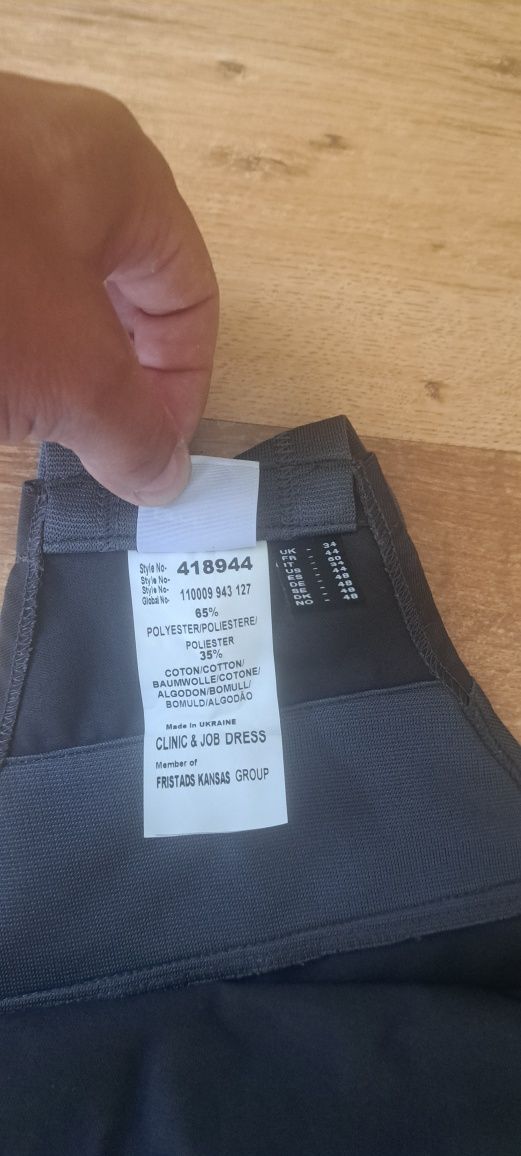 Style No- 418944
Style No-
Style No-
Global No- 110009 943 127
65%
POLYESTER/POLIESTERE/
POLIESTER
35%
COTON/COTTON/
BAUMWOLLE/COTONE/
ALGODON/BOMULL/
BOMULD/ALGODÃO
Made in UKRAINE
CLINIC & JOB DRESS
Member of
FRISTADS KANSAS GROUP
UK - 34
FR - 44
IT - 50
US - 34
ES - 44
DE - 48
SE - 48
DK - 48
NO - 48